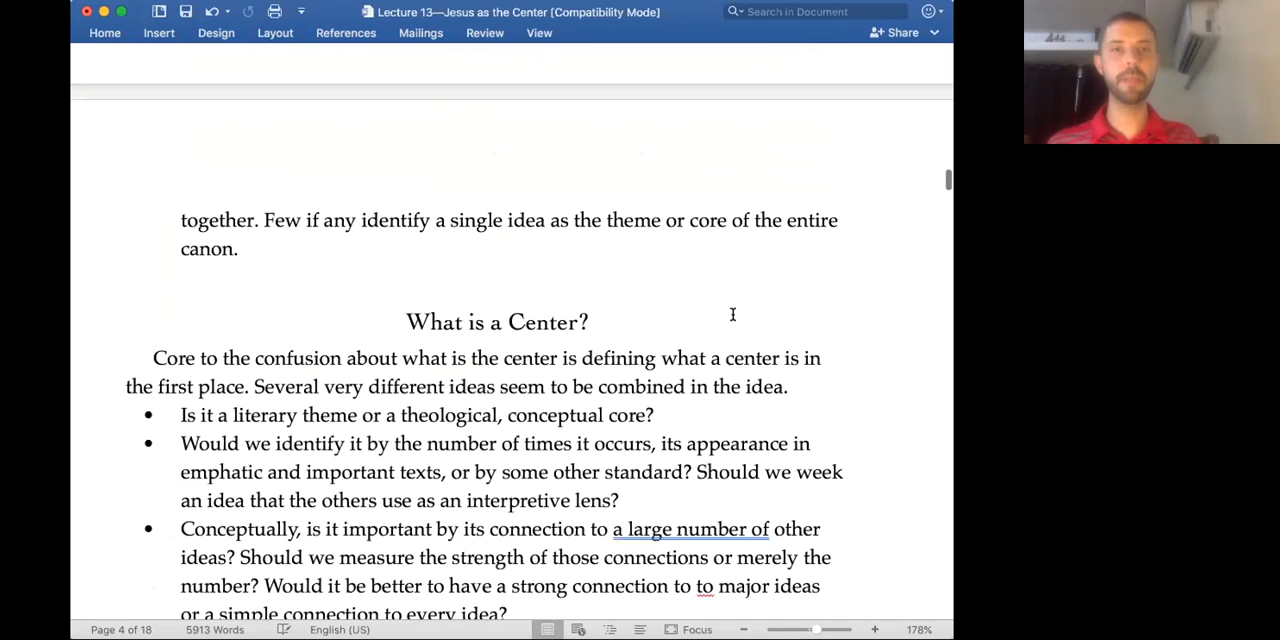 Lecture 13—Jesus as the Center [Compatibility Mode]
Search in Document
Home Insert Design Layout References Mailings Review View
Share
together. Few if any identify a single idea as the theme or core of the entire
canon.
What is a Center?
Core to the confusion about what is the center is defining what a center is in
the first place. Several very different ideas seem to be combined in the idea.
• Is it a literary theme or a theological, conceptual core?
• Would we identify it by the number of times it occurs, its appearance in
emphatic and important texts, or by some other standard? Should we week
an idea that the others use as an interpretive lens?
• Conceptually, is it important by its connection to a large number of other
ideas? Should we measure the strength of those connections or merely the
number? Would it be better to have a strong connection to to major ideas
or a simple connection to every idea?
Page 4 of 18 5913 Words English (US) Focus 178%